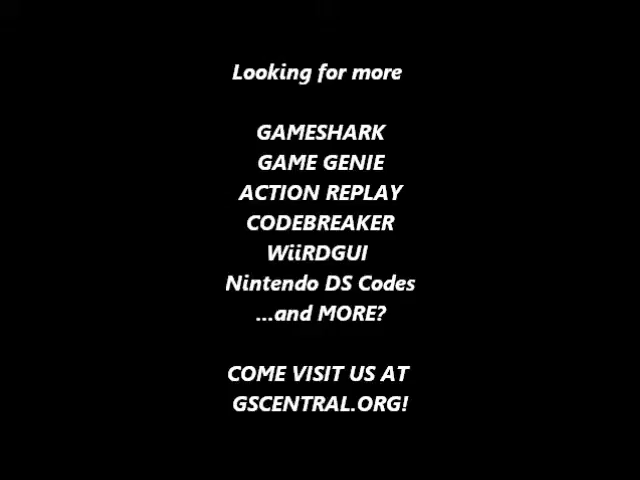 Looking for more
GAMESHARK
GAME GENIE
ACTION REPLAY
CODEBREAKER
WiiRDGUI
Nintendo DS Codes
...and MORE?
COME VISIT US AT
GSCENTRAL.ORG!